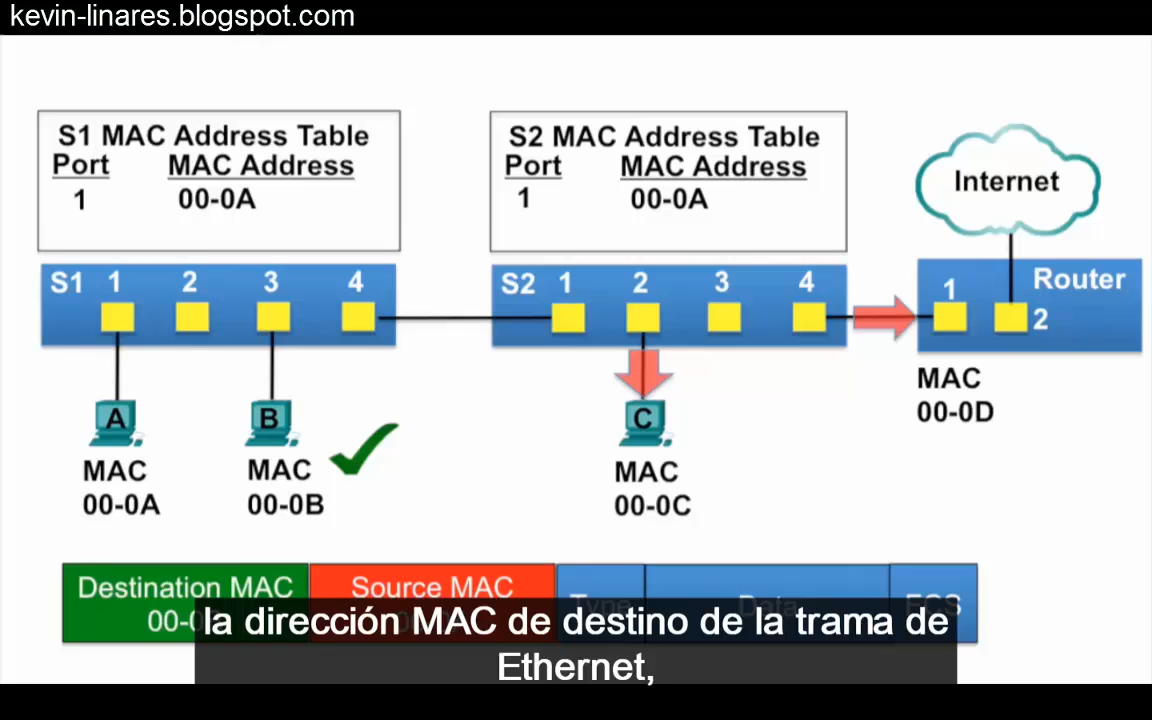 kevin-linares.blogspot.com
S1 MAC Address Table
Port MAC Address
1 00-0A
S2 MAC Address Table
Port MAC Address
1 00-0A
Internet
S1 1 2 3 4
S2 1 2 3 4
1 Router
2
MAC
00-0D
A
B
C
MAC
00-0A
MAC
00-0B
MAC
00-0C
Destination MAC
Source MAC
Type
Data
FCS
la dirección MAC de destino de la trama de
Ethernet,